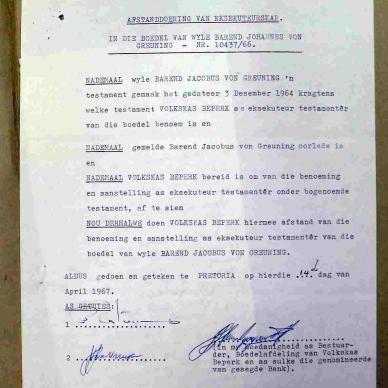 AFSTANDDOENING VAN EKSEKUTEURSKAP.
IN DIE BOEDEL VAN WYLE BAREND JOHANNES VON
GREUNING - NR. 10437/66.
NADEMAAL wyle BAREND JACOBUS VON GREUNING 'n
testament gemaak het gedateer 3 Desember 1964 kragtens
welke testament VOLKSKAS BEPERK as eksekuteur testamentêr
van die boedel benoem is en
NADEMAAL gemelde Barend Jacobus von Greuning oorlede is
en
NADEMAAL VOLKSKAS BEPERK bereid is om van die benoeming
en aanstelling as eksekuteur testamentêr onder bogenoemde
testament, af te sien
NOU DERHALWE doen VOLKSKAS BEPERK hiermee afstand van die
benoeming en aanstelling as eksekuteur testamentêr van die
boedel van wyle BAREND JACOBUS VON GREUNING.
ALDUS gedoen en geteken te PRETORIA op hierdie 14d dag van
April 1967.
AS GETUIES:
1
2
(in my hoedanigheid as Bestuur-
der, Boedelafdeling van Volkskas
Beperk en as sulks die genomineerde
van gesegde Bank).